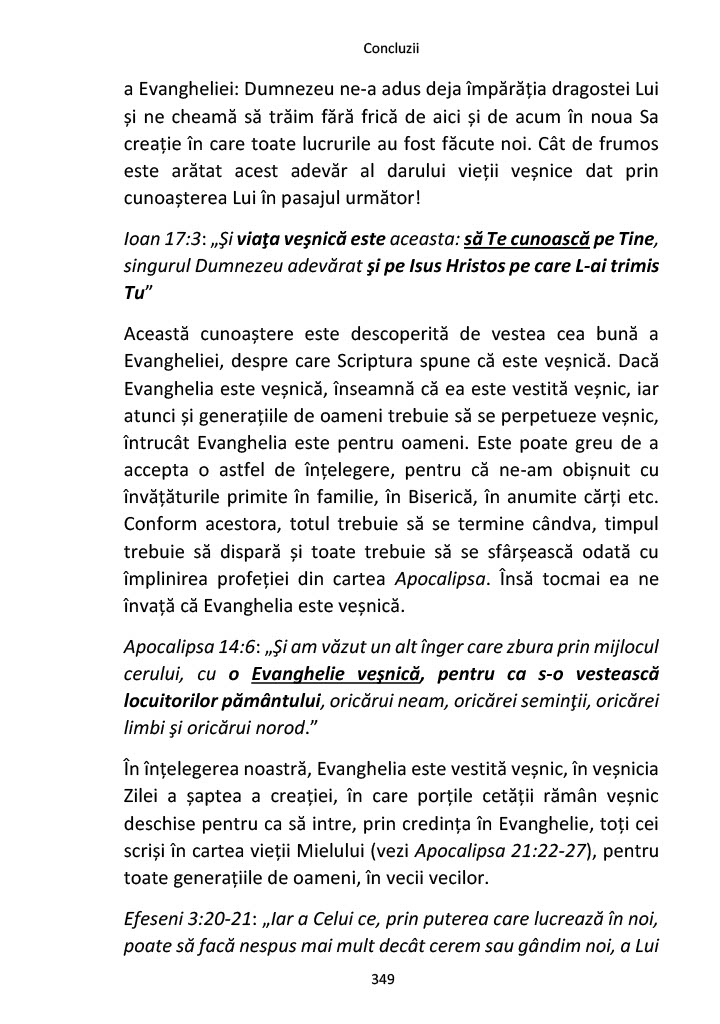 Concluzii
a Evangheliei: Dumnezeu ne-a adus deja împărăția dragostei Lui
și ne cheamă să trăim fără frică de aici și de acum în noua Sa
creație în care toate lucrurile au fost făcute noi. Cât de frumos
este arătat acest adevăr al darului vieții veșnice dat prin
cunoașterea Lui în pasajul următor!
Ioan 17:3: „Şi viaţa veşnică este aceasta: să Te cunoască pe Tine,
singurul Dumnezeu adevărat şi pe Isus Hristos pe care L-ai trimis
Tu”
Această cunoaștere este descoperită de vestea cea bună a
Evangheliei, despre care Scriptura spune că este veșnică. Dacă
Evanghelia este veșnică, înseamnă că ea este vestită veșnic, iar
atunci și generațiile de oameni trebuie să se perpetueze veșnic,
întrucât Evanghelia este pentru oameni. Este poate greu de a
accepta o astfel de înțelegere, pentru că ne-am obișnuit cu
învățăturile primite în familie, în Biserică, în anumite cărți etc.
Conform acestora, totul trebuie să se termine cândva, timpul
trebuie să dispară și toate trebuie să se sfârșească odată cu
împlinirea profeției din cartea Apocalipsa. Însă tocmai ea ne
învață că Evanghelia este veșnică.
Apocalipsa 14:6: „Şi am văzut un alt înger care zbura prin mijlocul
cerului, cu o Evanghelie veşnică, pentru ca s-o vestească
locuitorilor pământului, oricărui neam, oricărei seminţii, oricărei
limbi şi oricărui norod.”
În înțelegerea noastră, Evanghelia este vestită veșnic, în veșnicia
Zilei a șaptea a creației, în care porțile cetății rămân veșnic
deschise pentru ca să intre, prin credința în Evanghelie, toți cei
scriși în cartea vieții Mielului (vezi Apocalipsa 21:22-27), pentru
toate generațiile de oameni, în vecii vecilor.
Efeseni 3:20-21: „Iar a Celui ce, prin puterea care lucrează în noi,
poate să facă nespus mai mult decât cerem sau gândim noi, a Lui
349